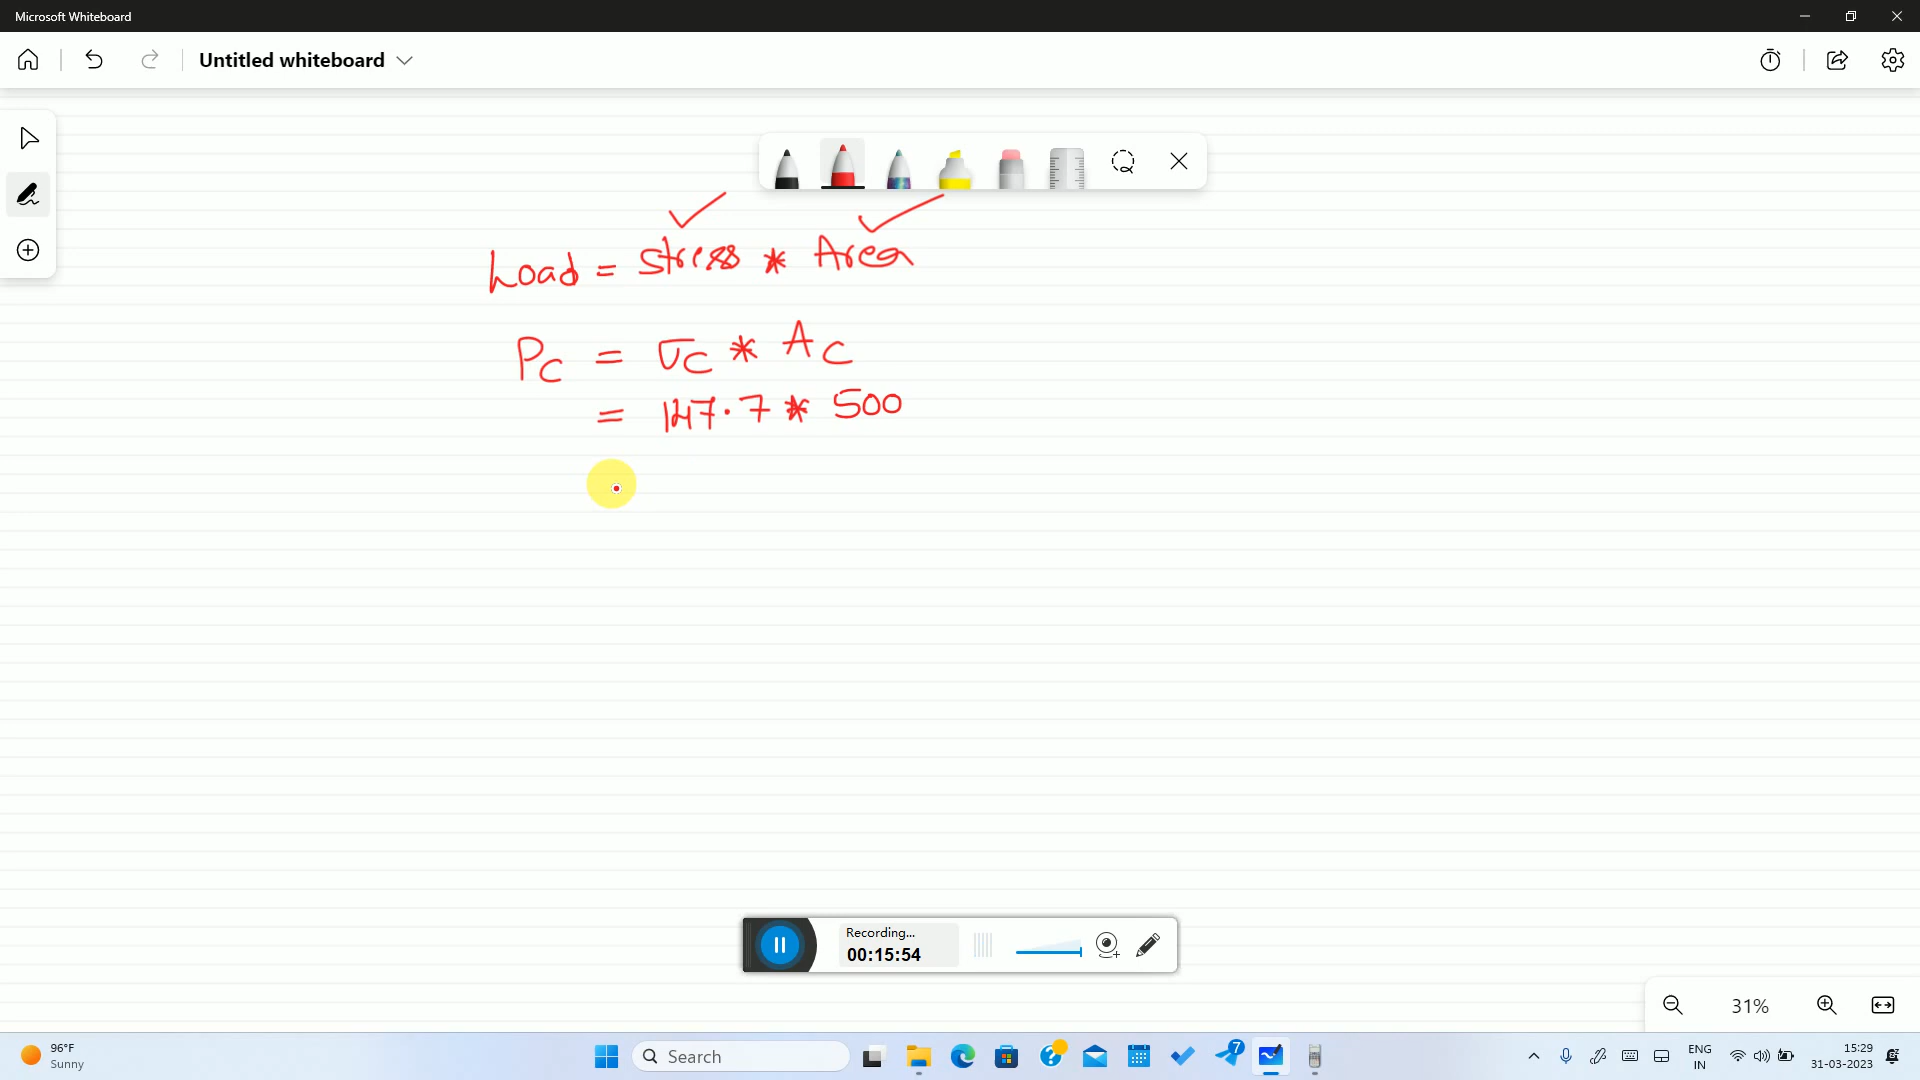 Microsoft Whiteboard
Untitled whiteboard
Load = stress * Area
Pc = σc * Ac
= 147.7 * 500
Recording...
00:15:54
31%
96°F
Sunny
Search
7
ENG
IN
15:29
31-03-2023